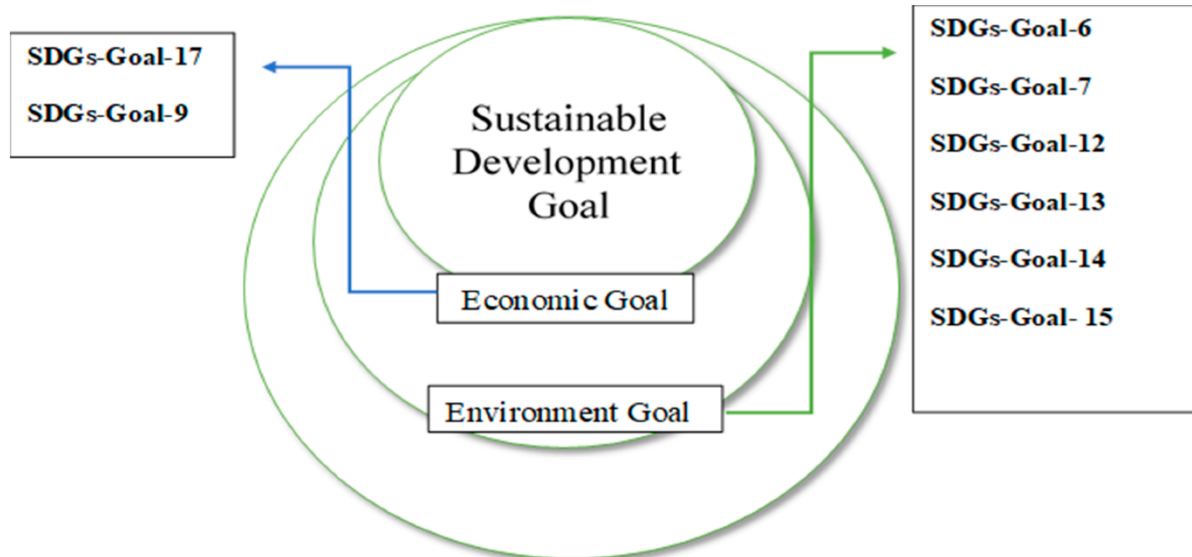 SDGs-Goal-17
SDGs-Goal-9
Sustainable
Development
Goal
Economic Goal
Environment Goal
SDGs-Goal-6
SDGs-Goal-7
SDGs-Goal-12
SDGs-Goal-13
SDGs-Goal-14
SDGs-Goal- 15